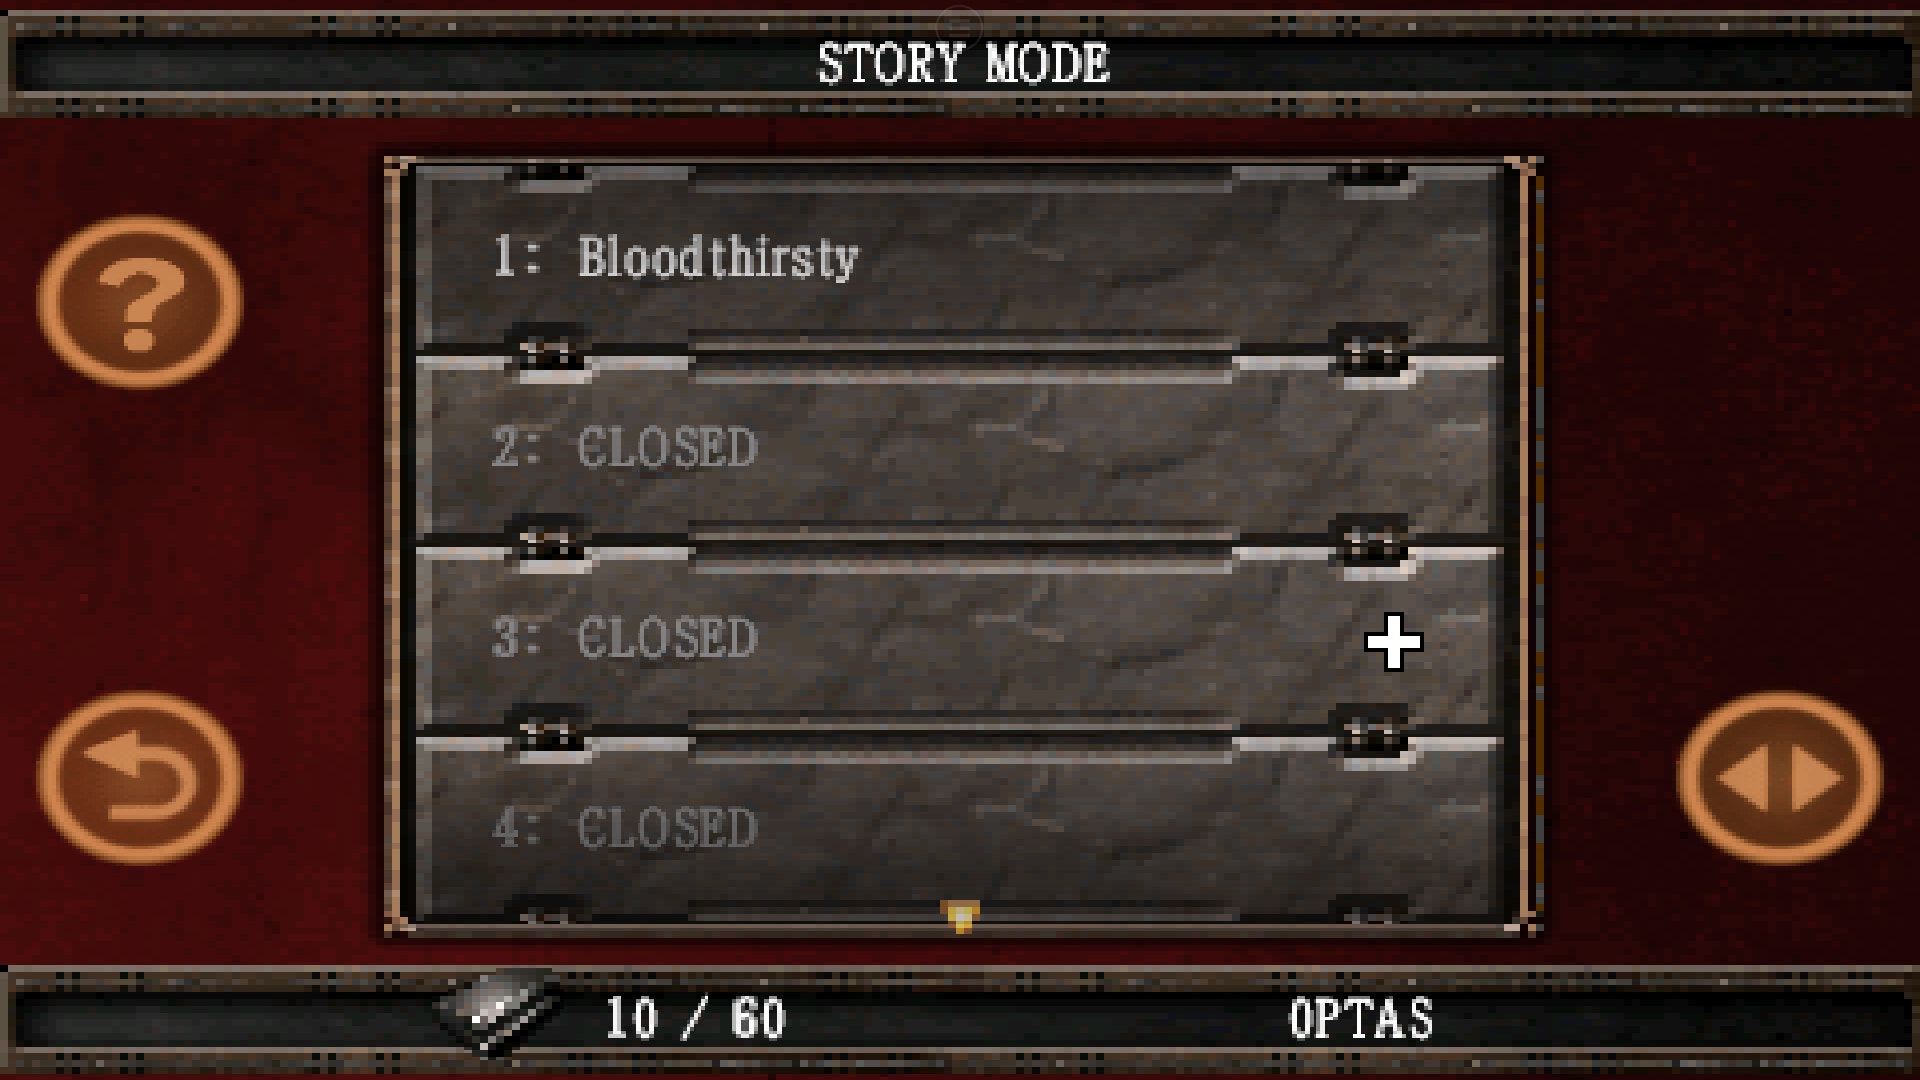 STORY MODE
?
1: Bloodthirsty
2: CLOSED
3: CLOSED
4: CLOSED
10 / 60
OPTAS